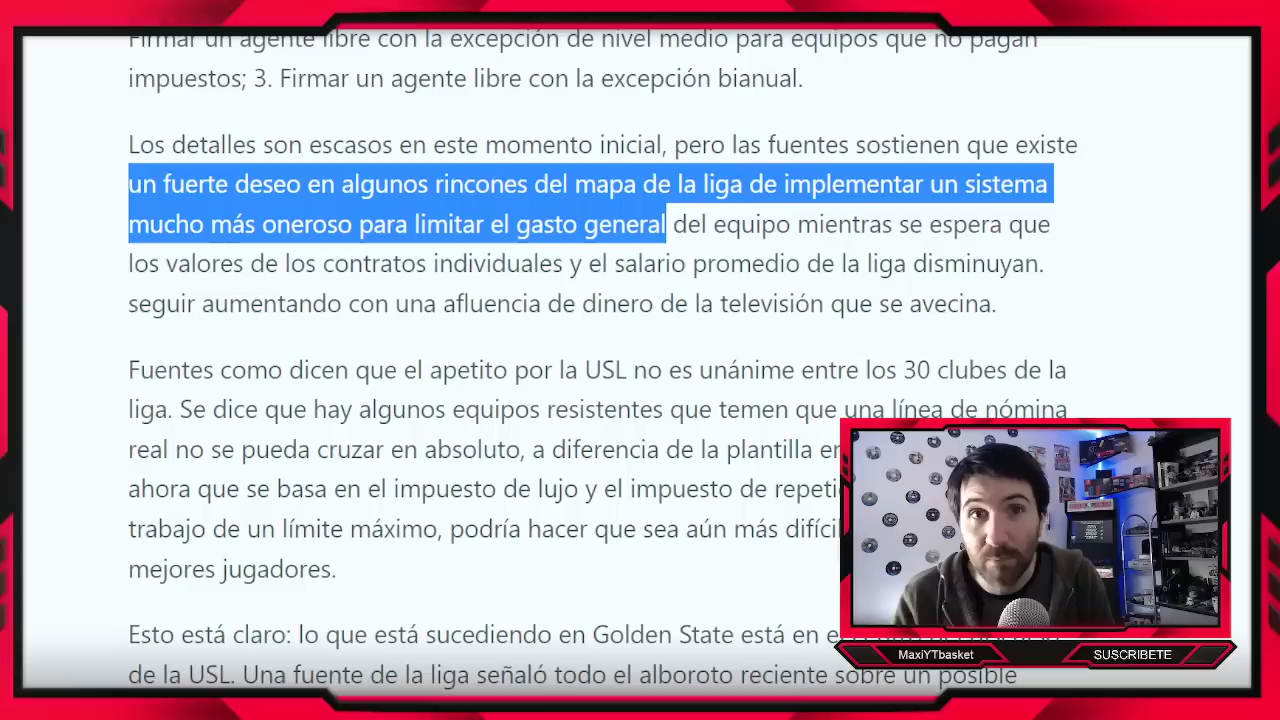 Firmar un agente libre con la excepción de nivel medio para equipos que no pagan
impuestos; 3. Firmar un agente libre con la excepción bianual.
Los detalles son escasos en este momento inicial, pero las fuentes sostienen que existe
un fuerte deseo en algunos rincones del mapa de la liga de implementar un sistema
mucho más oneroso para limitar el gasto general del equipo mientras se espera que
los valores de los contratos individuales y el salario promedio de la liga disminuyan.
seguir aumentando con una afluencia de dinero de la televisión que se avecina.
Fuentes como dicen que el apetito por la USL no es unánime entre los 30 clubes de la
liga. Se dice que hay algunos equipos resistentes que temen que una línea de nómina
real no se pueda cruzar en absoluto, a diferencia de la plantilla
ahora que se basa en el impuesto de lujo y el impuesto de
trabajo de un límite máximo, podría hacer que sea aún más
mejores jugadores.
Esto está claro: lo que está sucediendo en Golden State está en
de la USL. Una fuente de la liga señaló todo el alboroto reciente sobre un posible
MaxiYTbasket
SUSCRIBETE